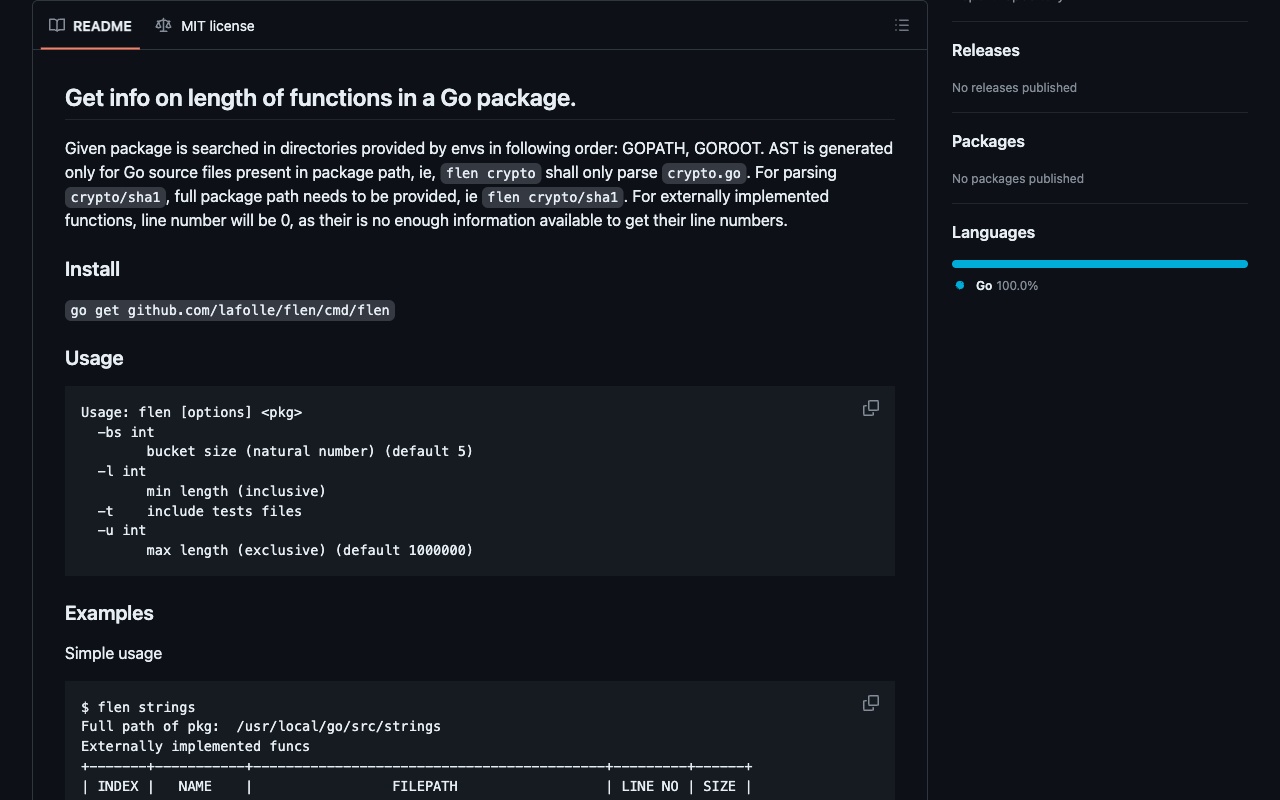 README
MIT license
Get info on length of functions in a Go package.
Given package is searched in directories provided by envs in following order: GOPATH, GOROOT. AST is generated
only for Go source files present in package path, ie, flen crypto shall only parse crypto.go. For parsing
crypto/sha1, full package path needs to be provided, ie flen crypto/sha1. For externally implemented
functions, line number will be 0, as their is no enough information available to get their line numbers.
Install
go get github.com/lafolle/flen/cmd/flen
Usage
Usage: flen [options] <pkg>
  -bs int
        bucket size (natural number) (default 5)
  -l int
        min length (inclusive)
  -t    include tests files
  -u int
        max length (exclusive) (default 1000000)
Examples
Simple usage
$ flen strings
Full path of pkg:  /usr/local/go/src/strings
Externally implemented funcs
+-------+-----------+-------------------------------------------+---------+------+
| INDEX |   NAME    |                 FILEPATH                  | LINE NO | SIZE |
Releases
No releases published
Packages
No packages published
Languages
Go 100.0%